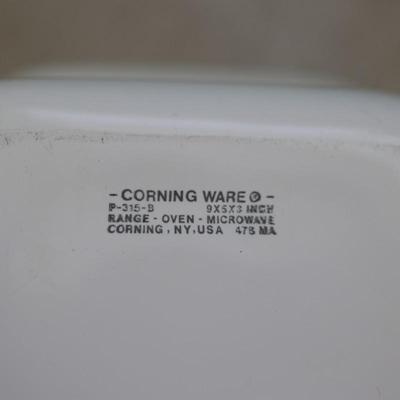 - CORNING WARE ® -
P-315-B 9X5X3 INCH
RANGE - OVEN - MICROWAVE
CORNING, NY, USA 478 MA